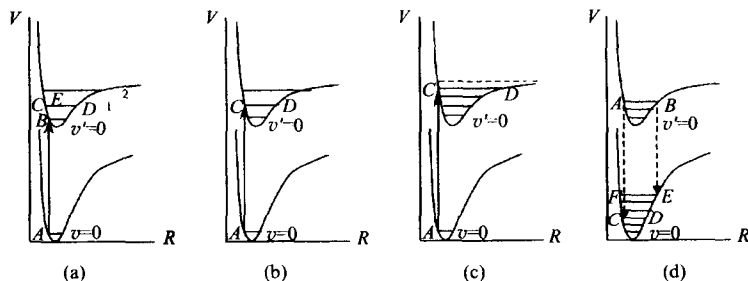 V V V V
C E D 1 2
B v'=0
A v=0 R
C D
v'=0
A v=0 R
C D
v'=0
A v=0 R
A B
v'=0
F E
C D
v=0 R
(a) (b) (c) (d)